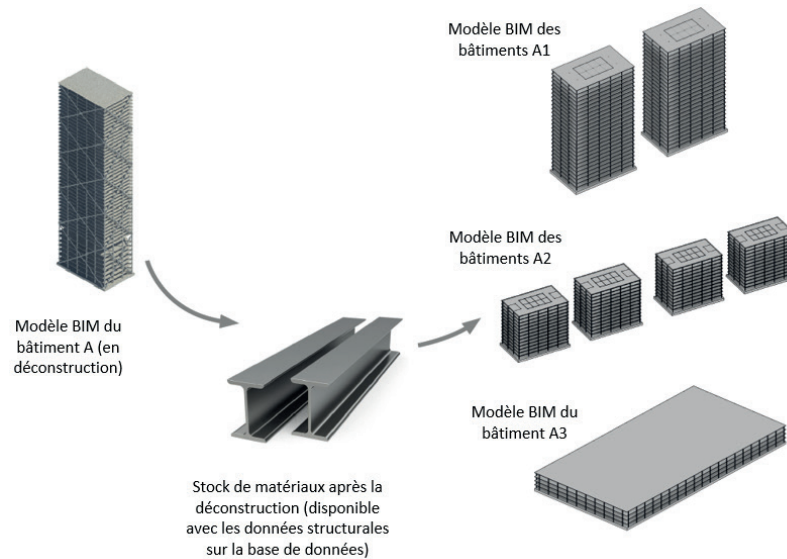 Modèle BIM des
bâtiments A1
Modèle BIM des
bâtiments A2
Modèle BIM du
bâtiment A (en
déconstruction)
Modèle BIM du
bâtiment A3
Stock de matériaux après la
déconstruction (disponible
avec les données structurales
sur la base de données)